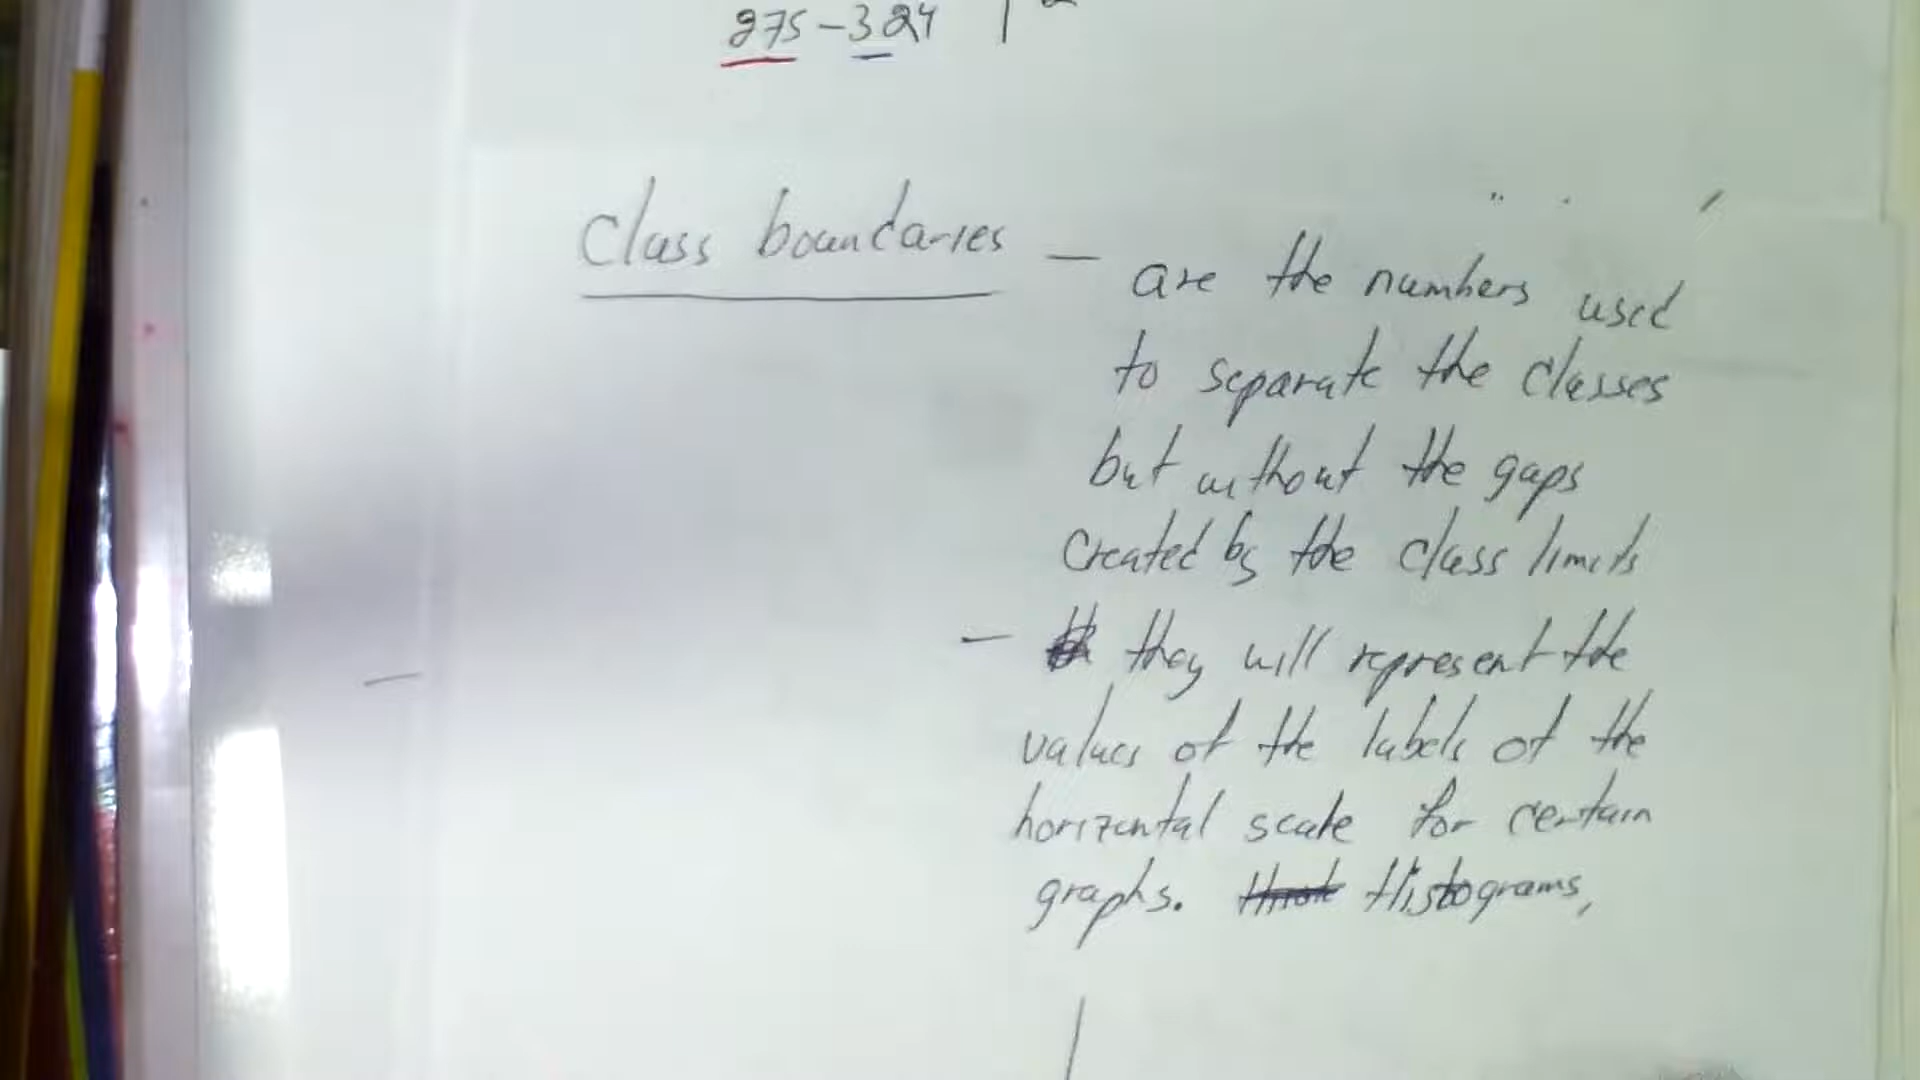 275-324 |
Class boundaries - are the numbers used
to separate the classes
but without the gaps
created by the class limits
- they will represent the
values of the labels of the
horizontal scale for certain
graphs. Histograms,